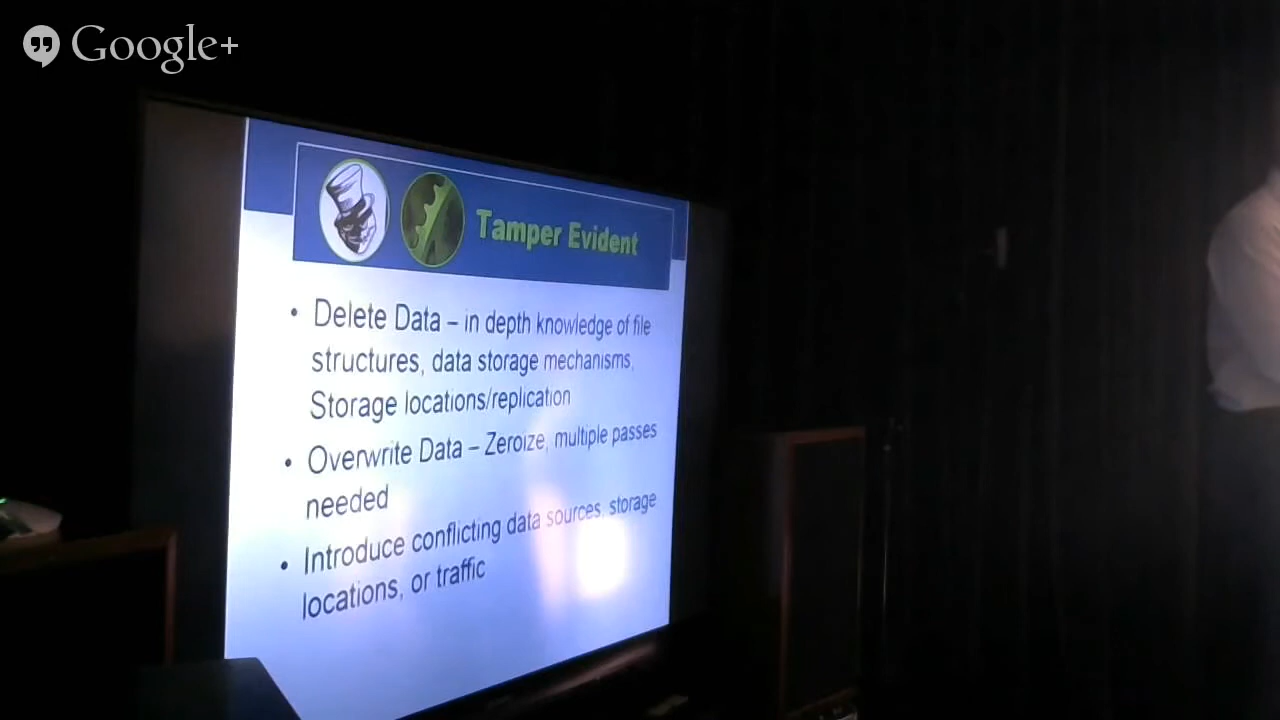 Google+
Tamper Evident
• Delete Data – in depth knowledge of file
structures, data storage mechanisms,
Storage locations/replication
• Overwrite Data – Zeroize, multiple passes
needed
• Introduce conflicting data sources, storage
locations, or traffic